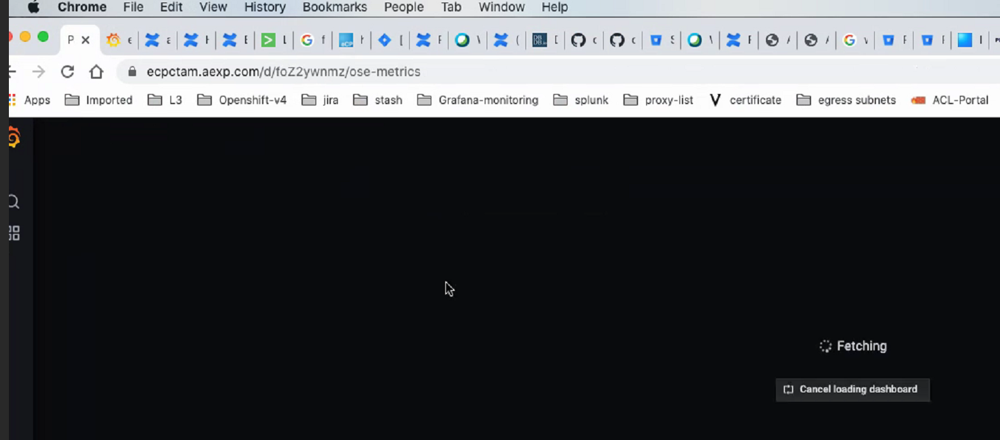 Chrome File Edit View History Bookmarks People Tab Window Help
P
ecpctam.aexp.com/d/foZ2ywnmz/ose-metrics
Apps Imported L3 Openshift-v4 jira stash Grafana-monitoring splunk proxy-list certificate egress subnets ACL-Portal
Fetching
Cancel loading dashboard